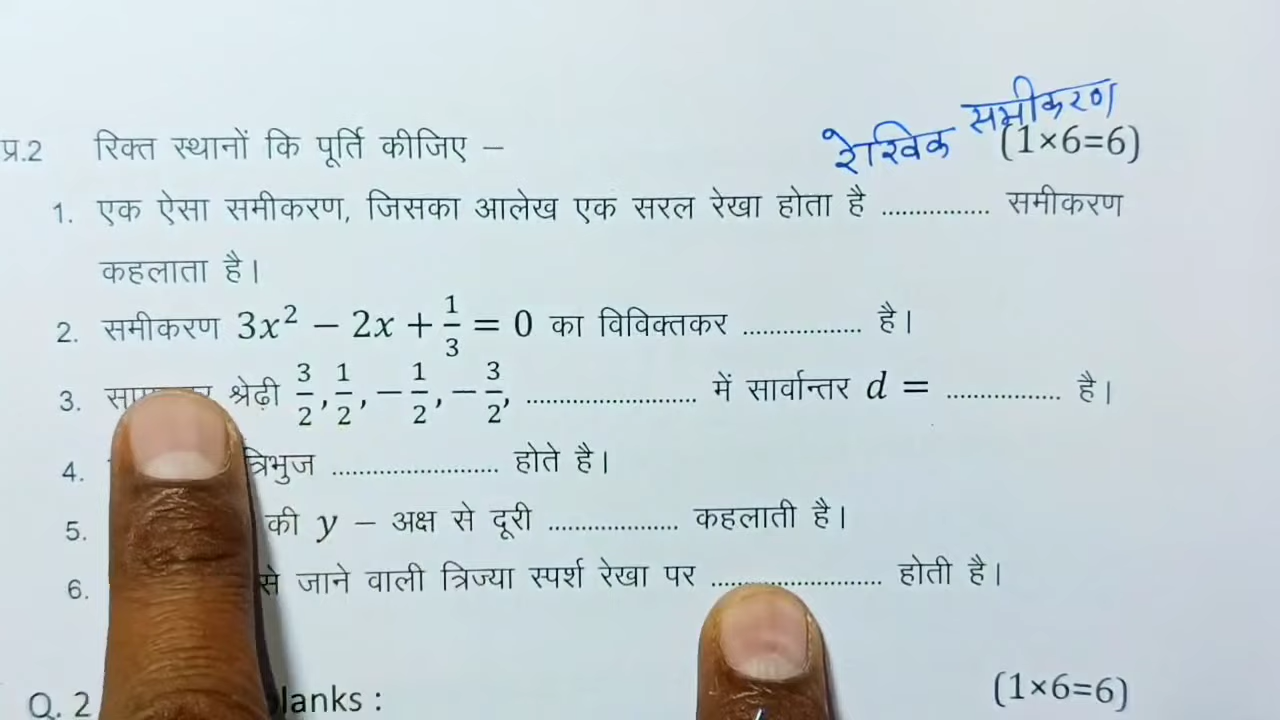 रेखिक समीकरण
प्र.2 रिक्त स्थानों कि पूर्ति कीजिए – (1×6=6)
1. एक ऐसा समीकरण, जिसका आलेख एक सरल रेखा होता है ................ समीकरण
कहलाता है।
2. समीकरण 3x² − 2x + 1/3 = 0 का विविक्तकर ................. है।
3. श्रेढ़ी 3/2, 1/2, −1/2, −3/2, ........................ में सार्वान्तर d = ................ है।
4. त्रिभुज ........................ होते है।
5. की y – अक्ष से दूरी ................... कहलाती है।
6. से जाने वाली त्रिज्या स्पर्श रेखा पर ........................ होती है।
Q. 2 lanks : (1×6=6)